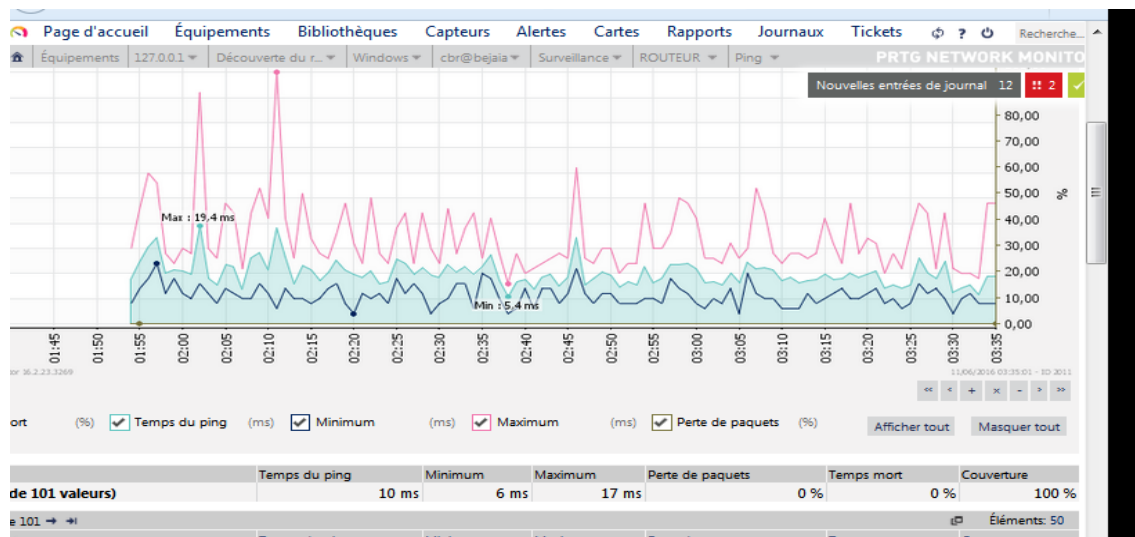 Page d'accueil Équipements Bibliothèques Capteurs Alertes Cartes Rapports Journaux Tickets ? Recherche...
Équipements 127.0.0.1 Découverte du r... Windows cbr@bejaia Surveillance ROUTEUR Ping PRTG NETWORK MONITO
Nouvelles entrées de journal 12 !! 2
80,00
70,00
60,00
50,00
%
40,00
30,00
20,00
10,00
0,00
Max : 19,4 ms
Min : 5,4 ms
01:45 01:50 01:55 02:00 02:05 02:10 02:15 02:20 02:25 02:30 02:35 02:40 02:45 02:50 02:55 03:00 03:05 03:10 03:15 03:20 03:25 03:30 03:35
or 16.2.23.3269 11/06/2016 03:35:01 - ID 2011
<< < + × - > >>
ort (%) Temps du ping (ms) Minimum (ms) Maximum (ms) Perte de paquets (%) Afficher tout Masquer tout
Temps du ping Minimum Maximum Perte de paquets Temps mort Couverture
de 101 valeurs) 10 ms 6 ms 17 ms 0 % 0 % 100 %
e 101 Éléments: 50